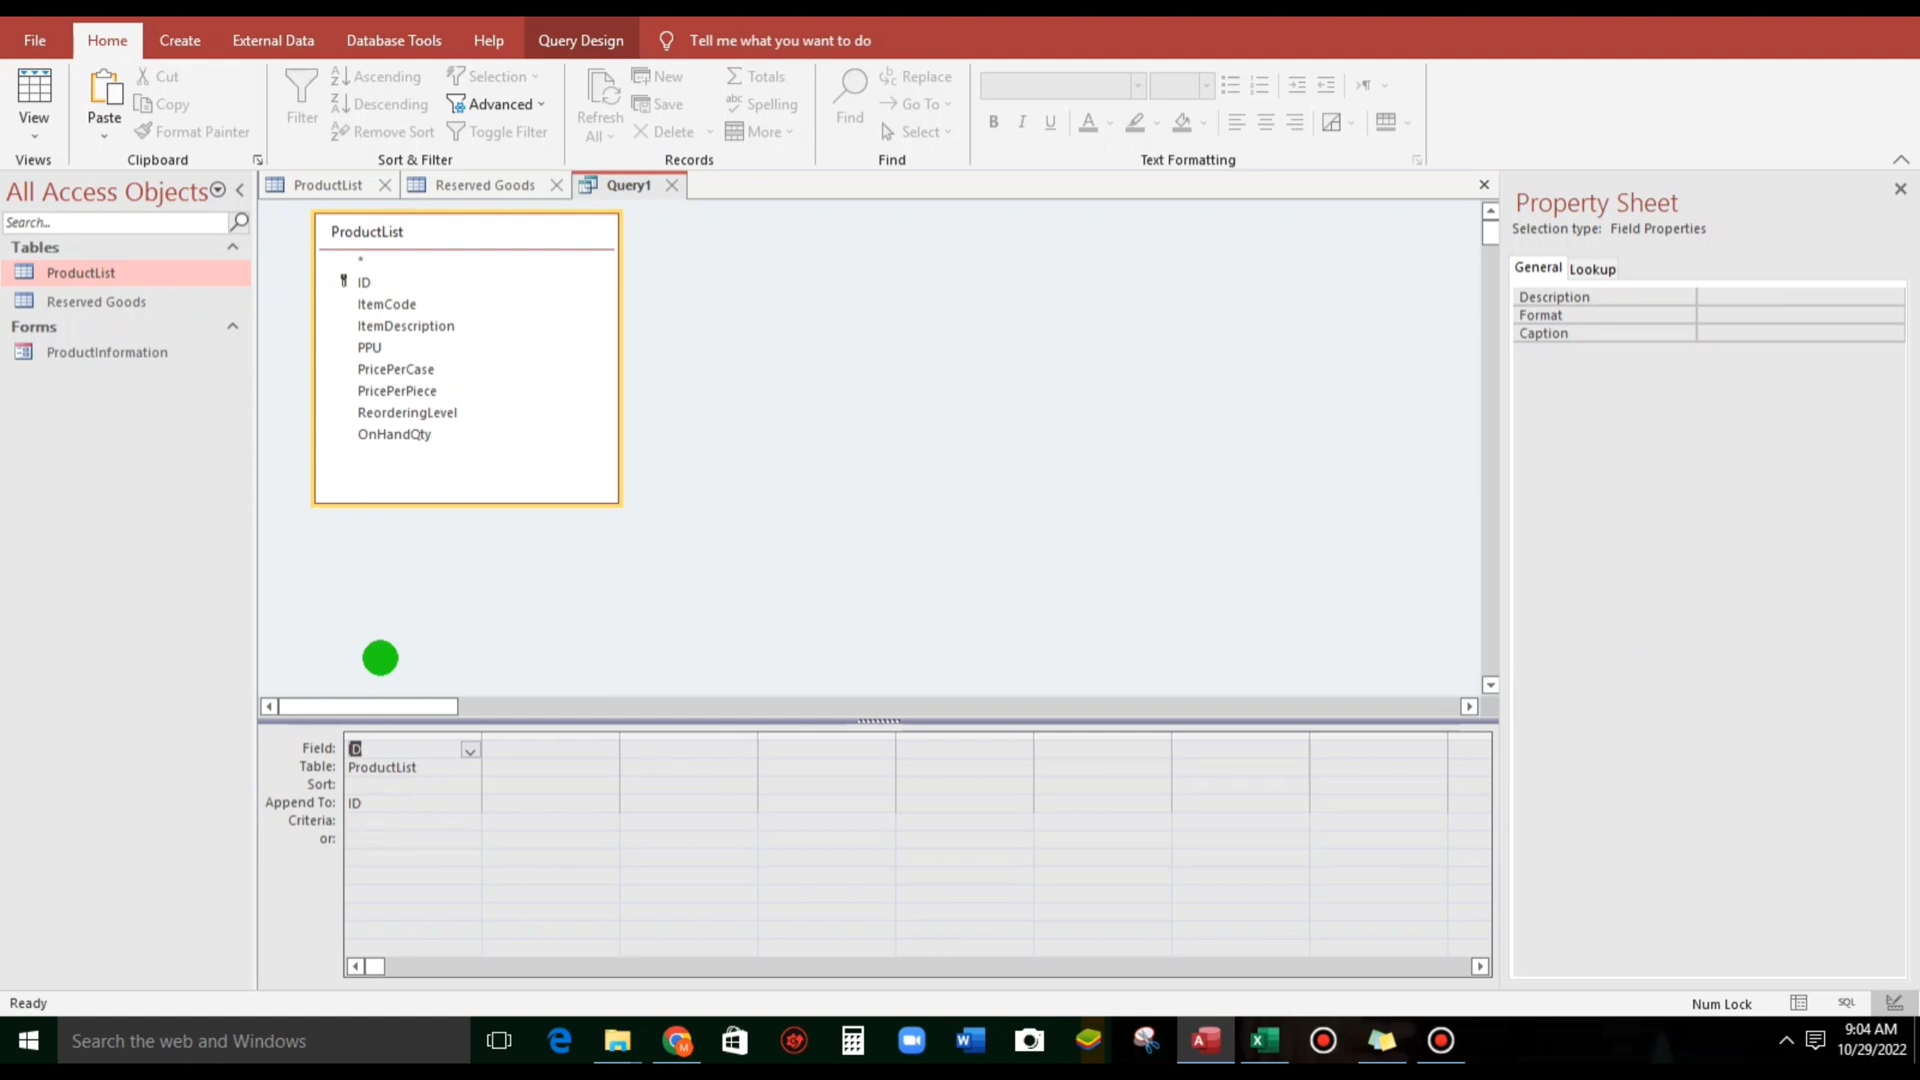 File Home Create External Data Database Tools Help Query Design Tell me what you want to do
View
Views
Paste
Cut
Copy
Format Painter
Clipboard
Filter
Ascending
Descending
Remove Sort
Selection
Advanced
Toggle Filter
Sort & Filter
Refresh
All
New
Save
Delete
Totals
Spelling
More
Records
Find
Replace
Go To
Select
Find
B I U A
Text Formatting
All Access Objects
Search...
Tables
ProductList
Reserved Goods
Forms
ProductInformation
ProductList Reserved Goods Query1
ProductList
*
ID
ItemCode
ItemDescription
PPU
PricePerCase
PricePerPiece
ReorderingLevel
OnHandQty
Field: ID
Table: ProductList
Sort:
Append To: ID
Criteria:
or:
Property Sheet
Selection type: Field Properties
General Lookup
Description
Format
Caption
Ready
Num Lock
SQL
Search the web and Windows
9:04 AM
10/29/2022